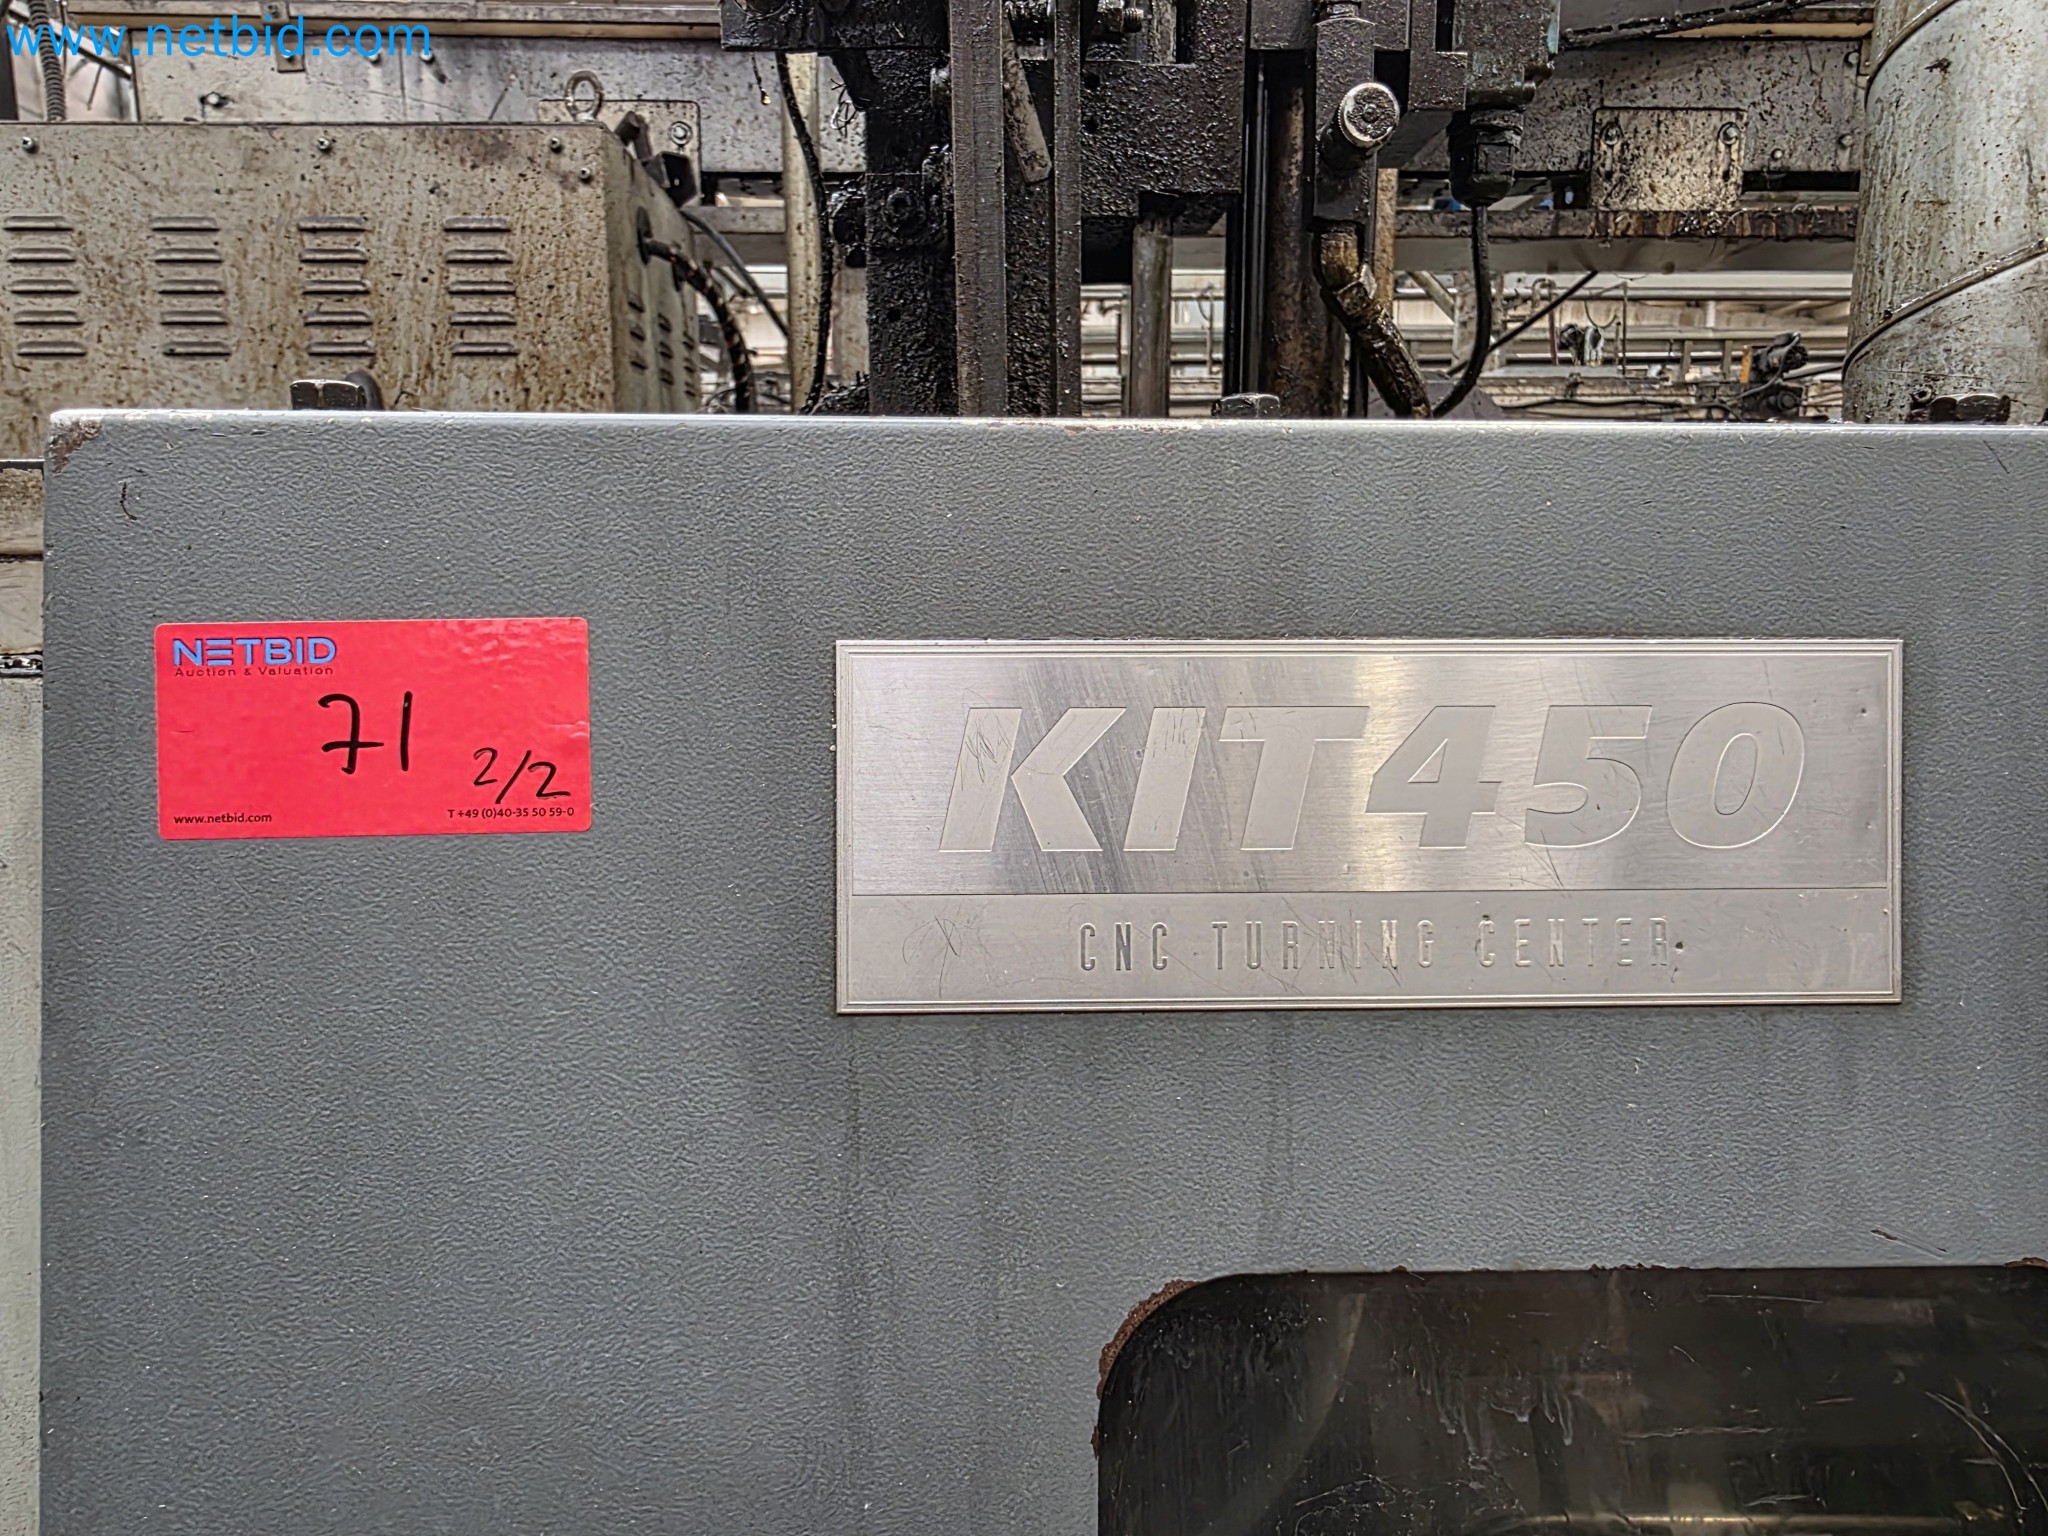 www.netbid.com
NETBID
Auction & Valuation
71
2/2
www.netbid.com
T +49 (0)40-35 50 59-0
KIT450
CNC TURNING CENTER